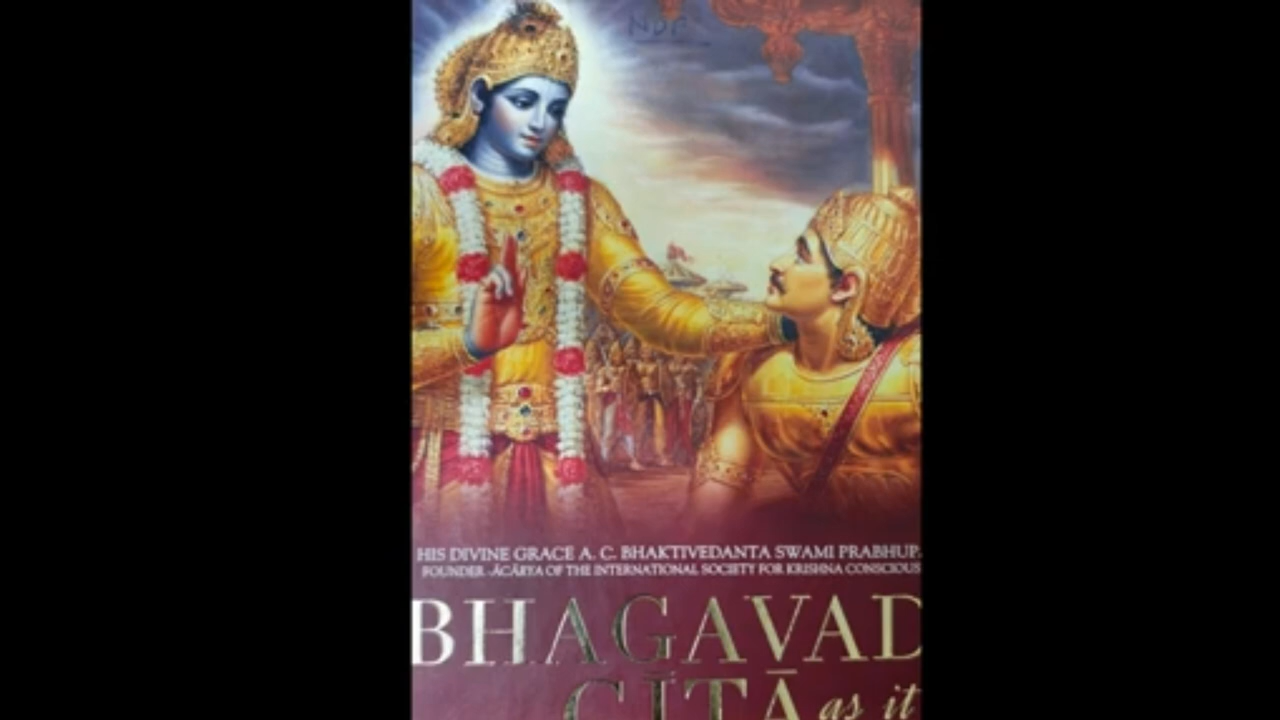 NDF
HIS DIVINE GRACE A. C. BHAKTIVEDANTA SWAMI PRABHUP
FOUNDER-ĀCĀRYA OF THE INTERNATIONAL SOCIETY FOR KRISHNA CONSCIOUS
BHAGAVAD
GĪTĀ as it